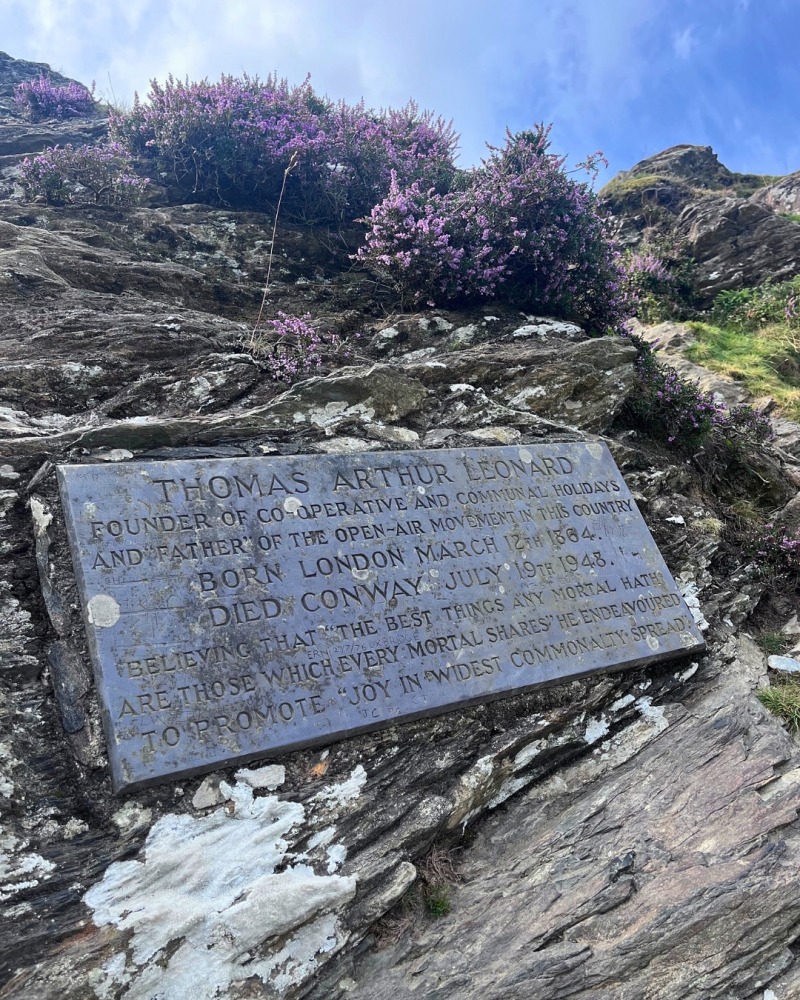 THOMAS ARTHUR LEONARD
FOUNDER OF CO-OPERATIVE AND COMMUNAL HOLIDAYS
AND "FATHER" OF THE OPEN-AIR MOVEMENT IN THIS COUNTRY
BORN LONDON MARCH 12TH 1864.
DIED CONWAY JULY 19TH 1948.
BELIEVING THAT "THE BEST THINGS ANY MORTAL HATH
ARE THOSE WHICH EVERY MORTAL SHARES" HE ENDEAVOURED
TO PROMOTE "JOY IN WIDEST COMMONALTY SPREAD"